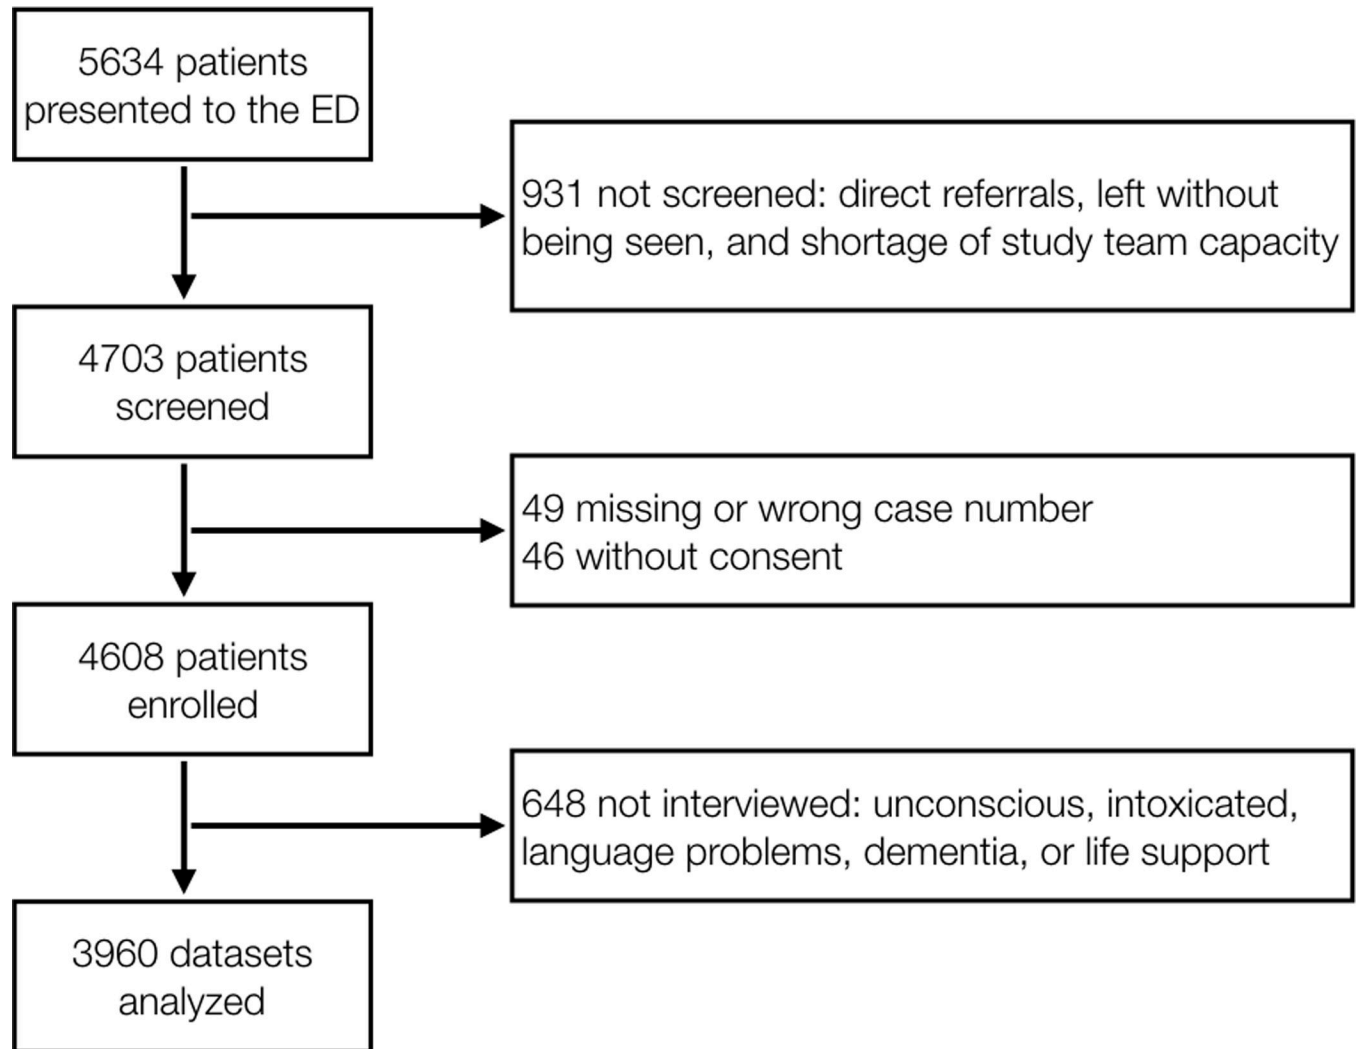 5634 patients
presented to the ED
931 not screened: direct referrals, left without
being seen, and shortage of study team capacity
4703 patients
screened
49 missing or wrong case number
46 without consent
4608 patients
enrolled
648 not interviewed: unconscious, intoxicated,
language problems, dementia, or life support
3960 datasets
analyzed